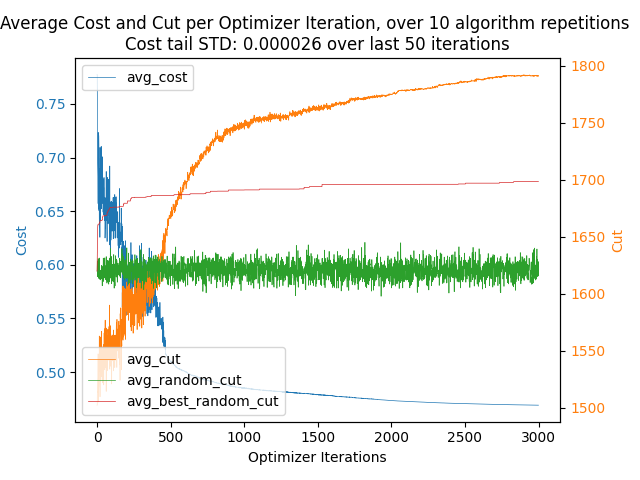 Average Cost and Cut per Optimizer Iteration, over 10 algorithm repetitions
Cost tail STD: 0.000026 over last 50 iterations
avg_cost
0.75
0.70
0.65
0.60
0.55
0.50
Cost
1800
1750
1700
1650
1600
1550
1500
Cut
avg_cut
avg_random_cut
avg_best_random_cut
0 500 1000 1500 2000 2500 3000
Optimizer Iterations